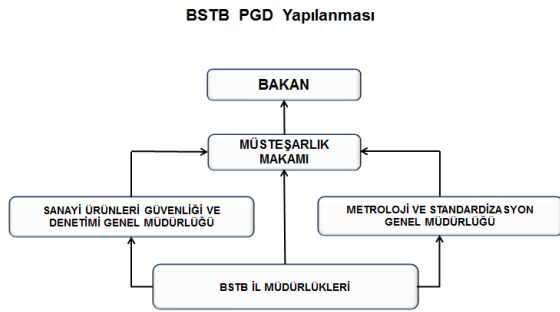 BSTB PGD Yapılanması
BAKAN
MÜSTEŞARLIK
MAKAMI
SANAYİ ÜRÜNLERİ GÜVENLİĞİ VE
DENETİMİ GENEL MÜDÜRLÜĞÜ
METROLOJİ VE STANDARDİZASYON
GENEL MÜDÜRLÜĞÜ
BSTB İL MÜDÜRLÜKLERİ